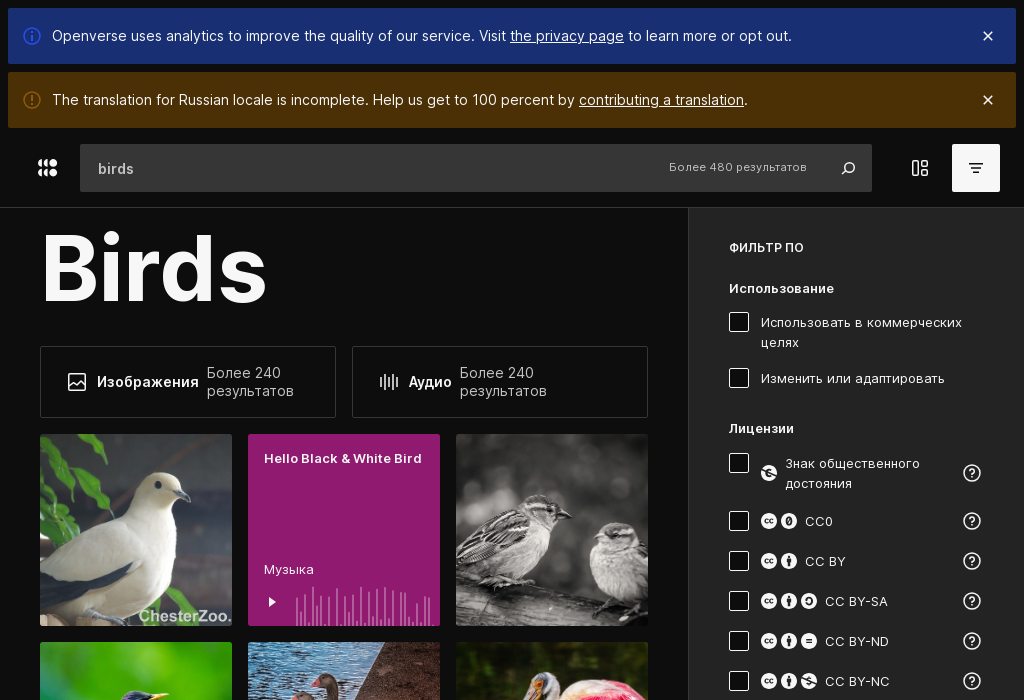 Openverse uses analytics to improve the quality of our service. Visit the privacy page to learn more or opt out.
The translation for Russian locale is incomplete. Help us get to 100 percent by contributing a translation.
birds
Более 480 результатов
Birds
Изображения
Более 240
результатов
Аудио
Более 240
результатов
Hello Black & White Bird
Музыка
ChesterZoo.
ФИЛЬТР ПО
Использование
Использовать в коммерческих
целях
Изменить или адаптировать
Лицензии
Знак общественного
достояния
CC0
CC BY
CC BY-SA
CC BY-ND
CC BY-NC